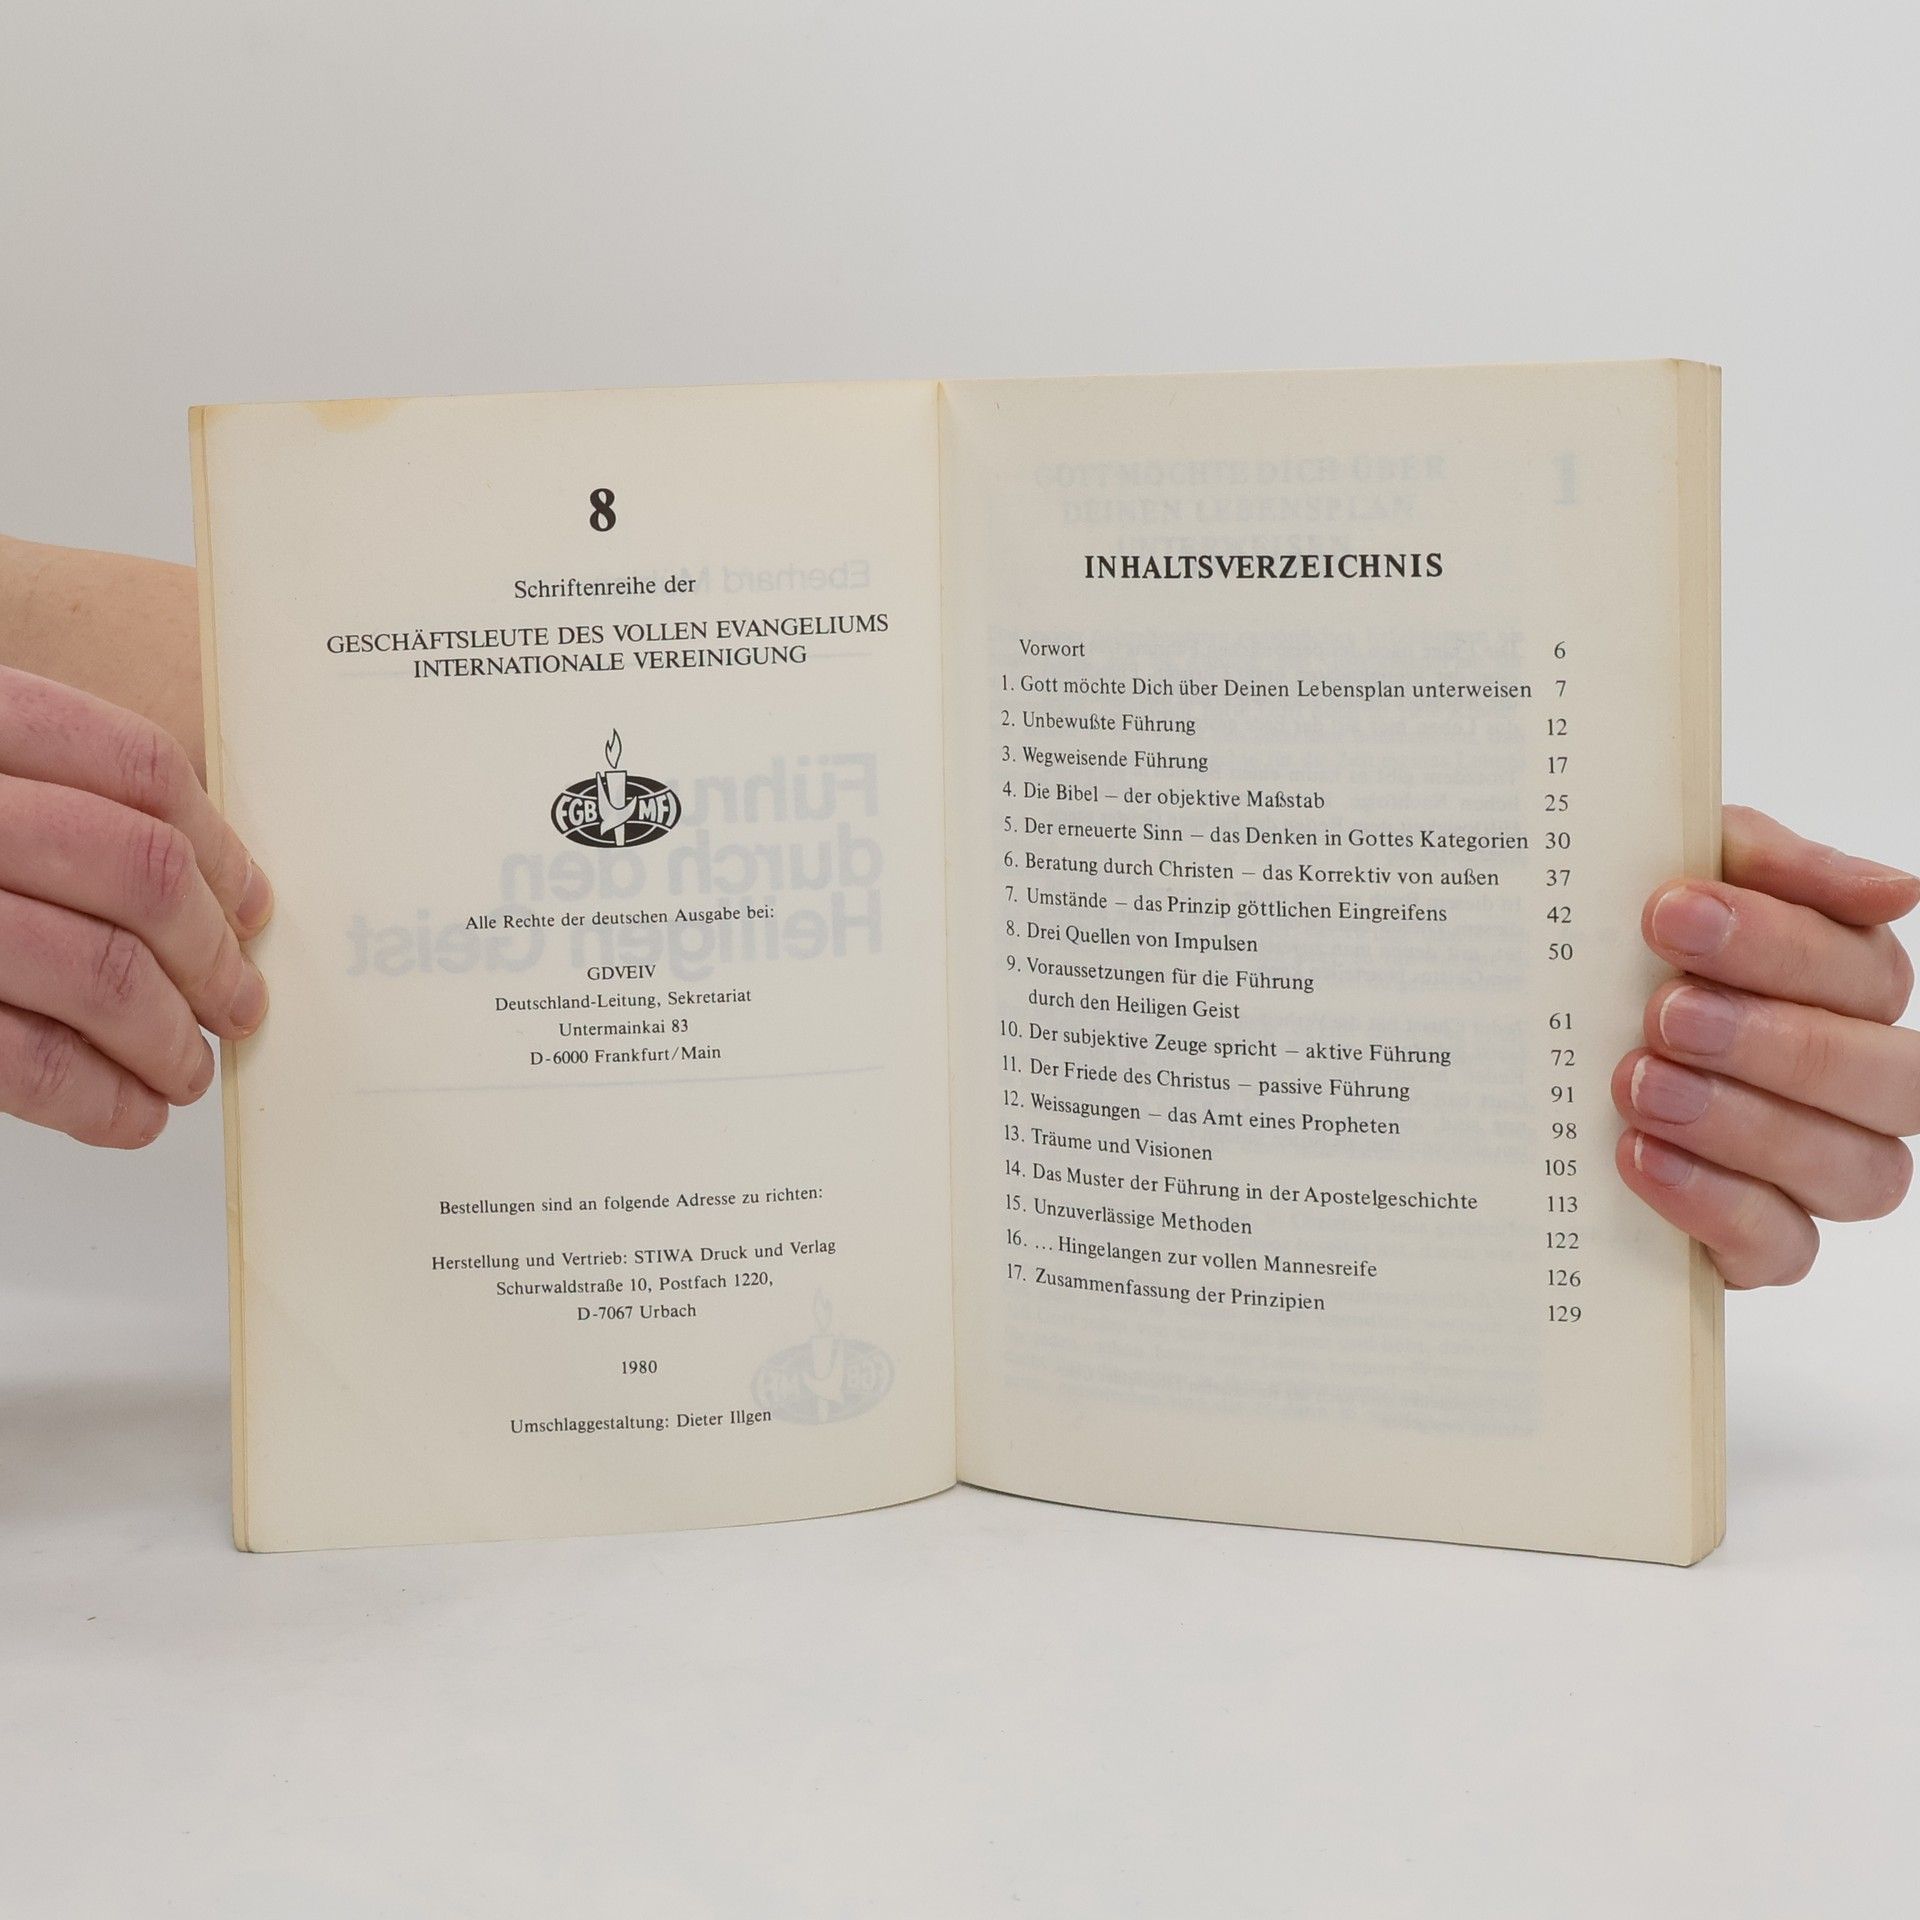 8
Schriftenreihe der
GESCHÄFTSLEUTE DES VOLLEN EVANGELIUMS
INTERNATIONALE VEREINIGUNG
FGB MFI
Alle Rechte der deutschen Ausgabe bei:
GDVEIV
Deutschland-Leitung, Sekretariat
Untermainkai 83
D-6000 Frankfurt/Main
Bestellungen sind an folgende Adresse zu richten:
Herstellung und Vertrieb: STIWA Druck und Verlag
Schurwaldstraße 10, Postfach 1220,
D-7067 Urbach
1980
Umschlaggestaltung: Dieter Illgen
INHALTSVERZEICHNIS
Vorwort 6
1. Gott möchte Dich über Deinen Lebensplan unterweisen 7
2. Unbewußte Führung 12
3. Wegweisende Führung 17
4. Die Bibel – der objektive Maßstab 25
5. Der erneuerte Sinn – das Denken in Gottes Kategorien 30
6. Beratung durch Christen – das Korrektiv von außen 37
7. Umstände – das Prinzip göttlichen Eingreifens 42
8. Drei Quellen von Impulsen 50
9. Voraussetzungen für die Führung
durch den Heiligen Geist 61
10. Der subjektive Zeuge spricht – aktive Führung 72
11. Der Friede des Christus – passive Führung 91
12. Weissagungen – das Amt eines Propheten 98
13. Träume und Visionen 105
14. Das Muster der Führung in der Apostelgeschichte 113
15. Unzuverlässige Methoden 122
16. ... Hingelangen zur vollen Mannesreife 126
17. Zusammenfassung der Prinzipien 129